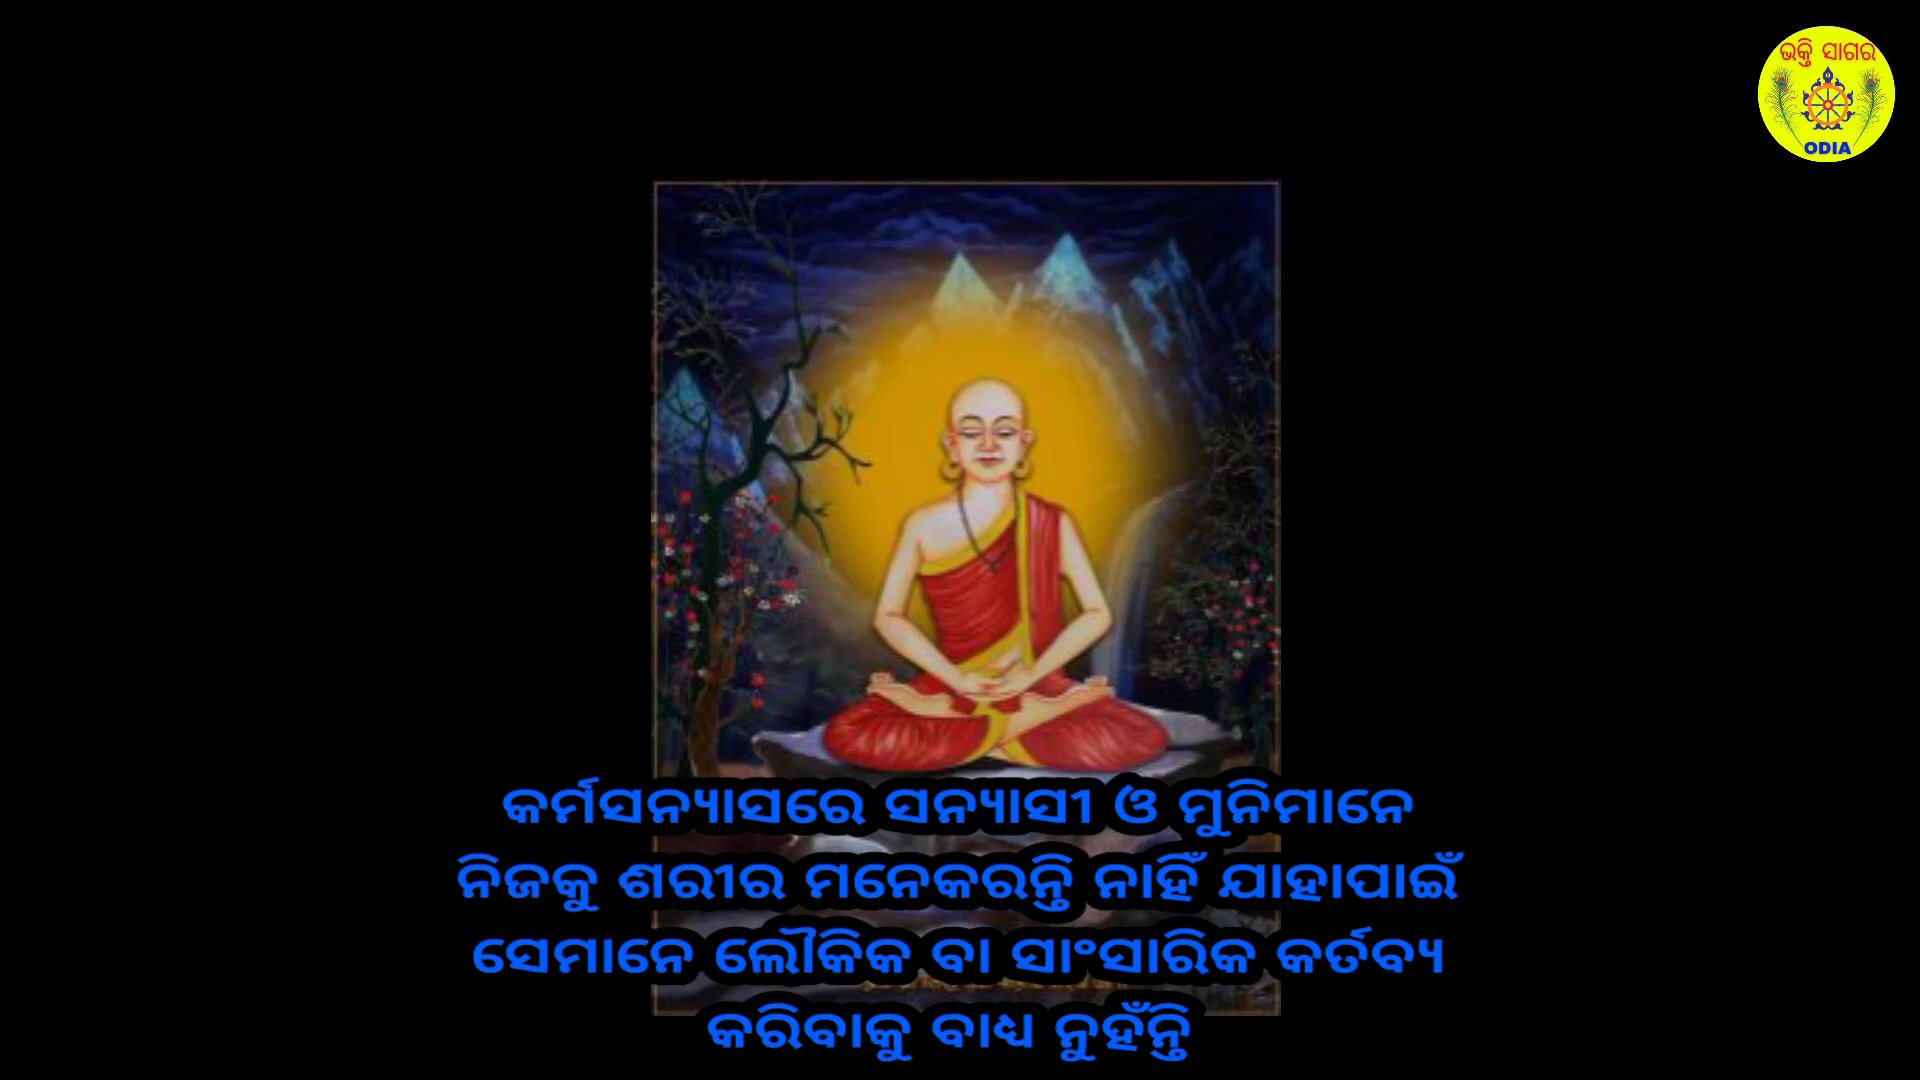 ଭକ୍ତି ସାଗର
ODIA
କର୍ମସନ୍ୟାସରେ ସନ୍ୟାସୀ ଓ ମୁନିମାନେ
ନିଜକୁ ଶରୀର ମନେକରନ୍ତି ନାହିଁ ଯାହାପାଇଁ
ସେମାନେ ଲୌକିକ ବା ସାଂସାରିକ କର୍ତବ୍ୟ
କରିବାକୁ ବାଧ୍ୟ ନୁହଁନ୍ତି